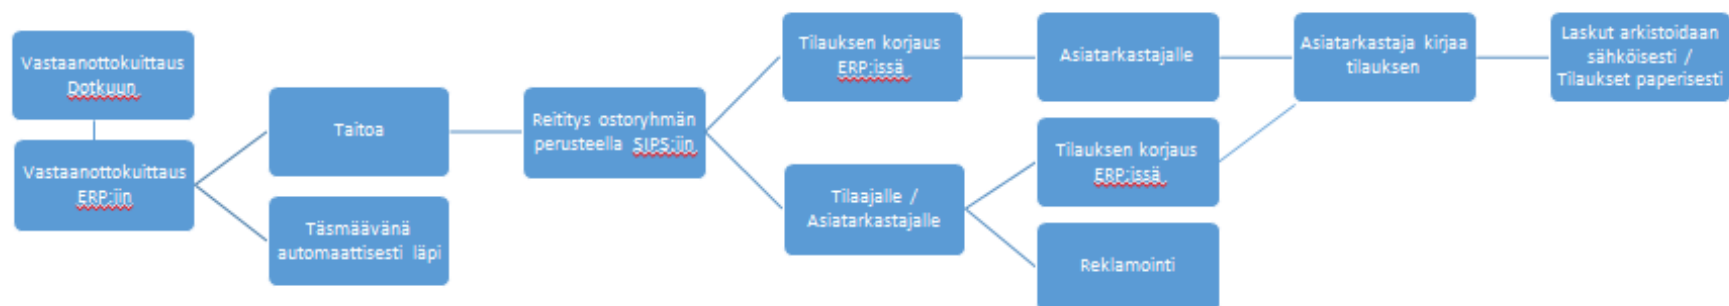 Vastaanottokuittaus
Dotkuun
Vastaanottokuittaus
ERP:iin
Taitoa
Täsmäävänä
automaattisesti läpi
Reititys ostoryhmän
perusteella SIPS:iin
Tilauksen korjaus
ERP:issä
Tilaajalle /
Asiatarkastajalle
Asiatarkastajalle
Tilauksen korjaus
ERP:issä
Reklamointi
Asiatarkastaja kirjaa
tilauksen
Laskut arkistoidaan
sähköisesti /
Tilaukset paperisesti